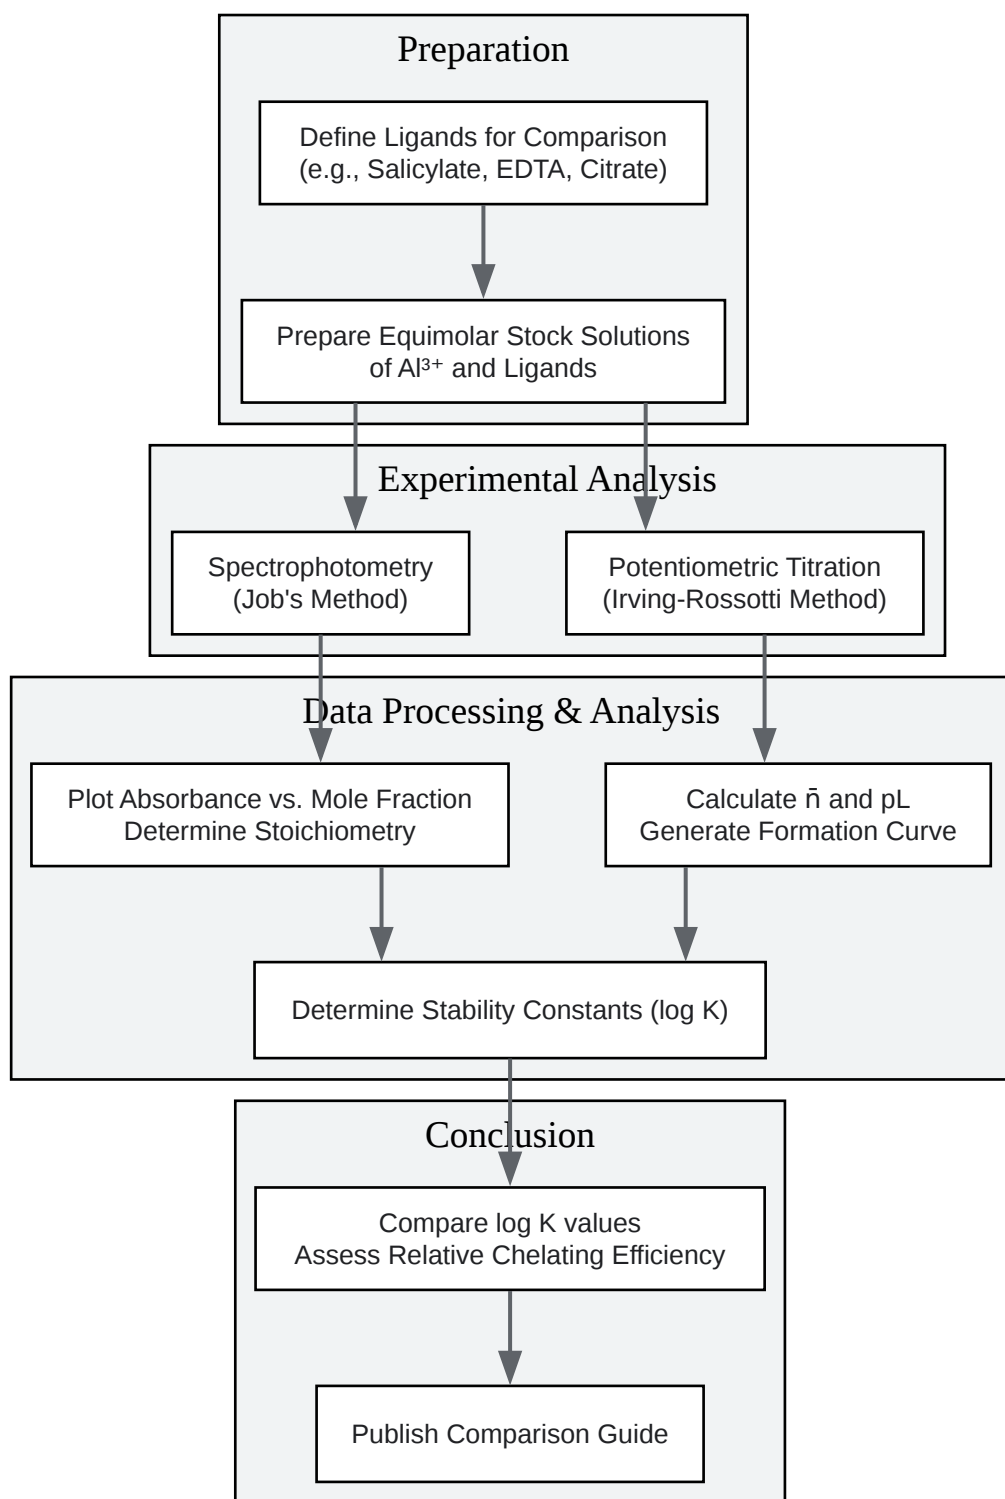 Preparation
Define Ligands for Comparison
(e.g., Salicylate, EDTA, Citrate)
Prepare Equimolar Stock Solutions
of Al³⁺ and Ligands
Experimental Analysis
Spectrophotometry
(Job's Method)
Potentiometric Titration
(Irving-Rossotti Method)
Data Processing & Analysis
Plot Absorbance vs. Mole Fraction
Determine Stoichiometry
Calculate n̄ and pL
Generate Formation Curve
Determine Stability Constants (log K)
Conclusion
Compare log K values
Assess Relative Chelating Efficiency
Publish Comparison Guide